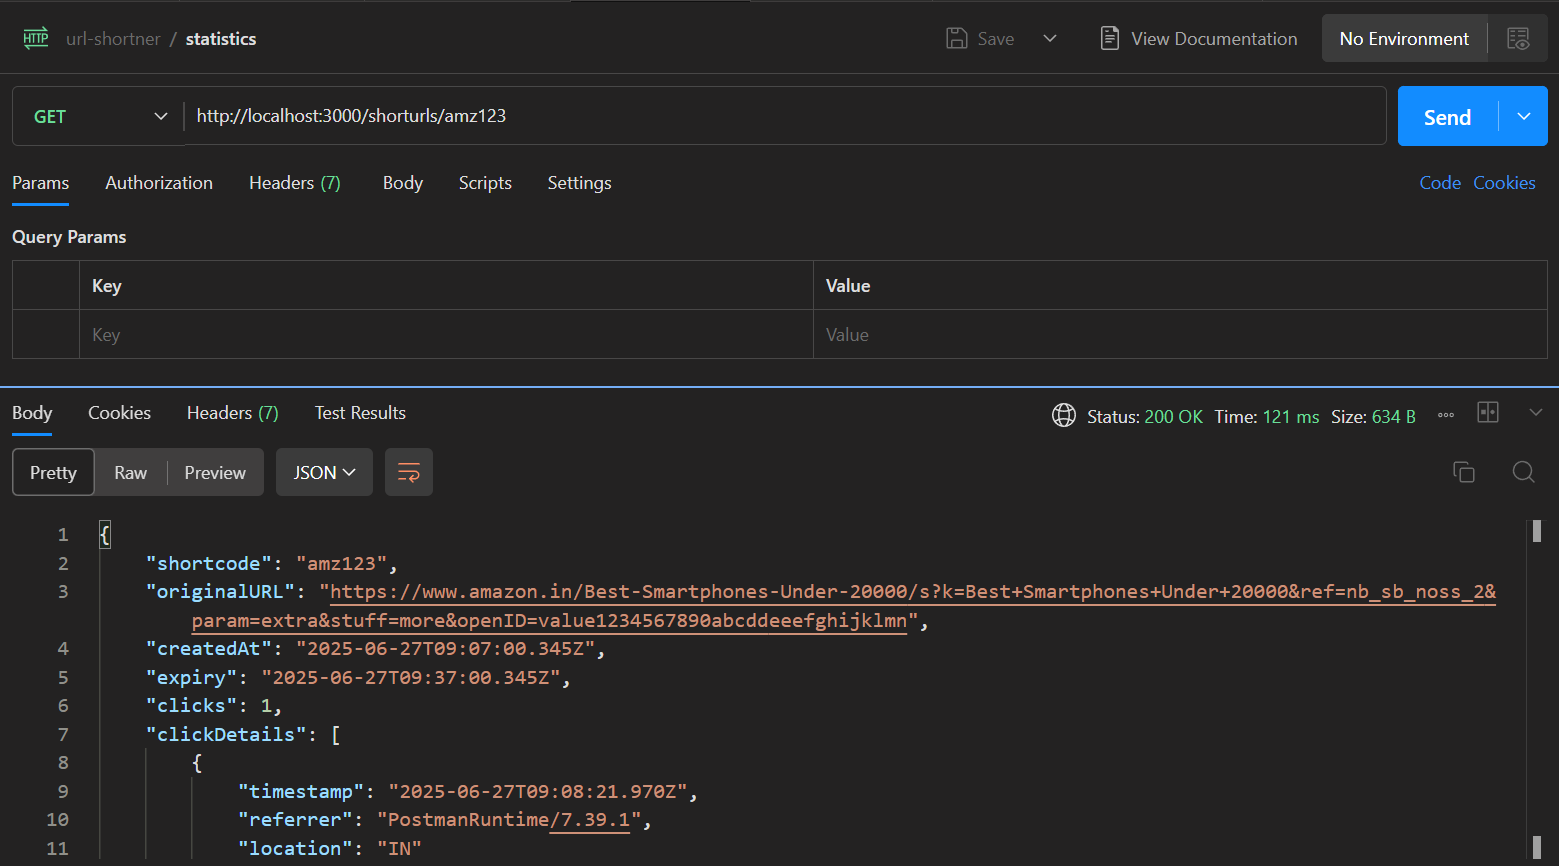 HTTP url-shortner / statistics Save View Documentation No Environment
GET http://localhost:3000/shorturls/amz123 Send
Params Authorization Headers (7) Body Scripts Settings Code Cookies
Query Params
Key Value
Key Value
Body Cookies Headers (7) Test Results Status: 200 OK Time: 121 ms Size: 634 B
Pretty Raw Preview JSON
1 {
2 "shortcode": "amz123",
3 "originalURL": "https://www.amazon.in/Best-Smartphones-Under-20000/s?k=Best+Smartphones+Under+20000&ref=nb_sb_noss_2&
param=extra&stuff=more&openID=value1234567890abcddeeefghijklmn",
4 "createdAt": "2025-06-27T09:07:00.345Z",
5 "expiry": "2025-06-27T09:37:00.345Z",
6 "clicks": 1,
7 "clickDetails": [
8 {
9 "timestamp": "2025-06-27T09:08:21.970Z",
10 "referrer": "PostmanRuntime/7.39.1",
11 "location": "IN"